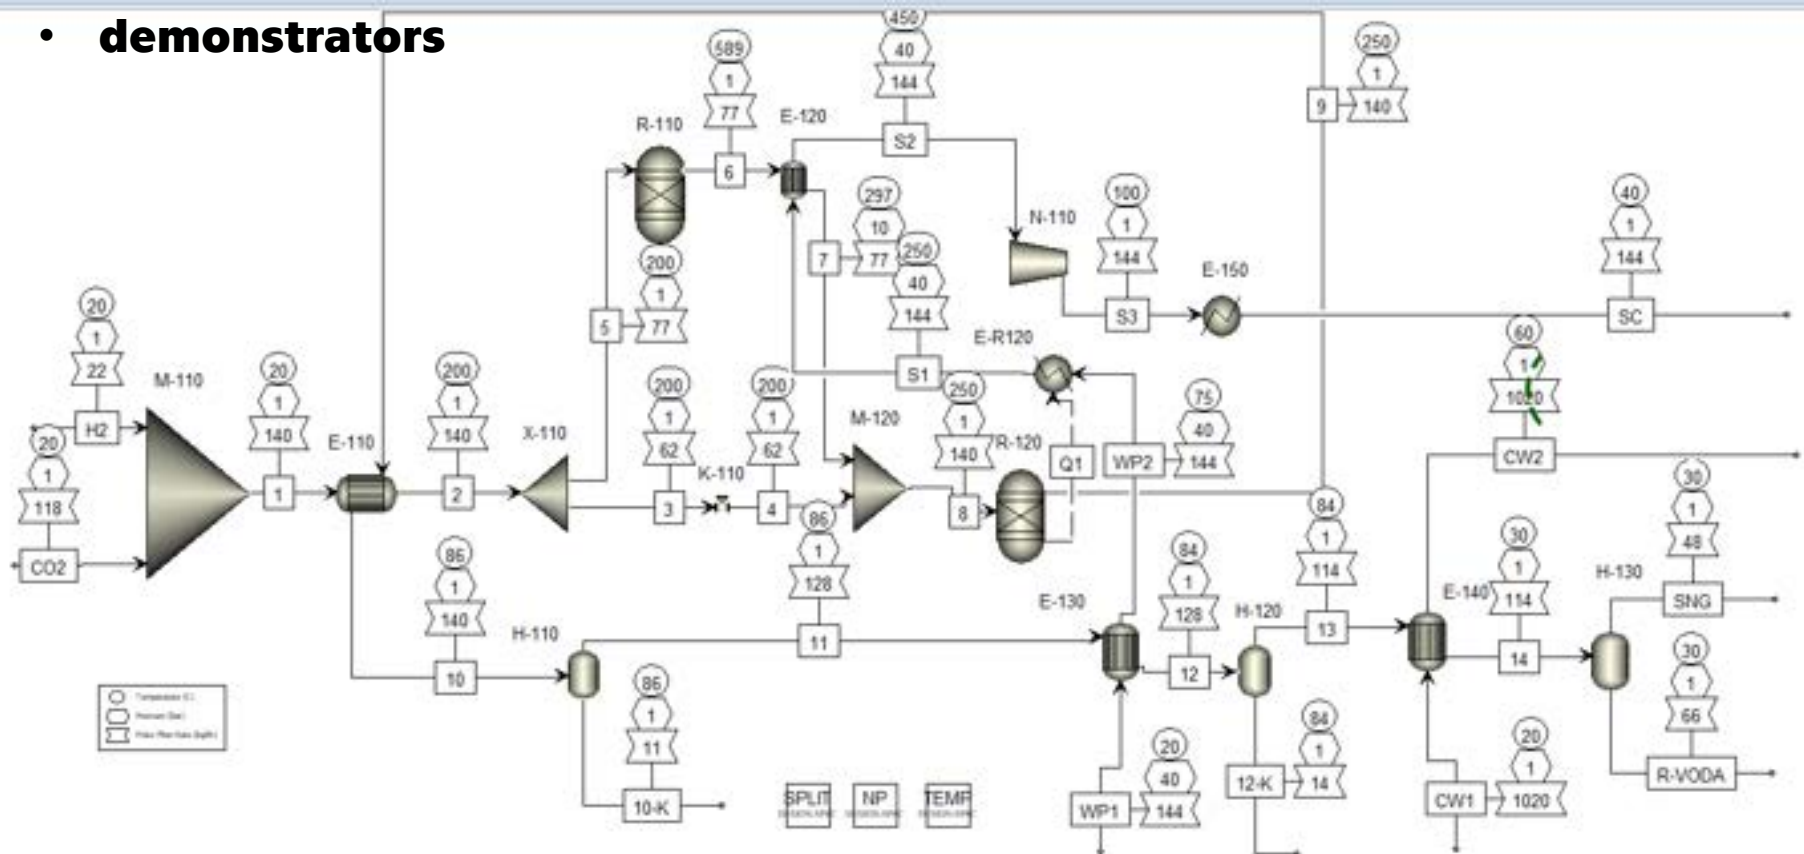 • demonstrators
450
40
144
S2
589
1
77
6
E-120
R-110
250
1
140
9
297
10
77
7
250
40
144
S1
200
1
77
5
N-110
100
1
144
S3
E-150
40
1
144
SC
20
1
22
H2
M-110
20
1
118
CO2
20
1
140
1
E-110
200
1
140
2
X-110
200
1
62
3
K-110
200
1
62
4
M-120
250
1
140
8
R-120
E-R120
Q1
75
40
144
WP2
60
1
1020
CW2
86
1
140
10
H-110
86
1
128
11
86
1
11
10-K
E-130
84
1
128
12
H-120
84
1
114
13
E-140
30
1
114
14
H-130
30
1
48
SNG
30
1
66
R-VODA
20
40
144
WP1
84
1
14
12-K
20
1
1020
CW1
SPLIT
NP
TEMP